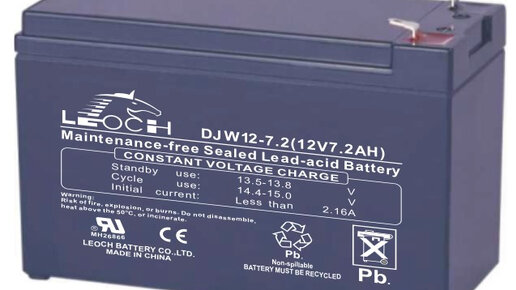 LEOCH
DJW12-7.2(12V7.2AH)
Maintenance-free Sealed Lead-acid Battery
CONSTANT VOLTAGE CHARGE
Standby use: 13.5-13.8 V
Cycle use: 14.4-15.0 V
Initial current: Less than 2.16A
WARNING:
Risk of fire, explosion, or burns. Do not disassemble,
heat above the 50°C, or incinerate.
MH26866
CE
LEOCH BATTERY CO.,LTD.
MADE IN CHINA
Pb
Non-spillable
BATTERY MUST BE RECYCLED
Pb.